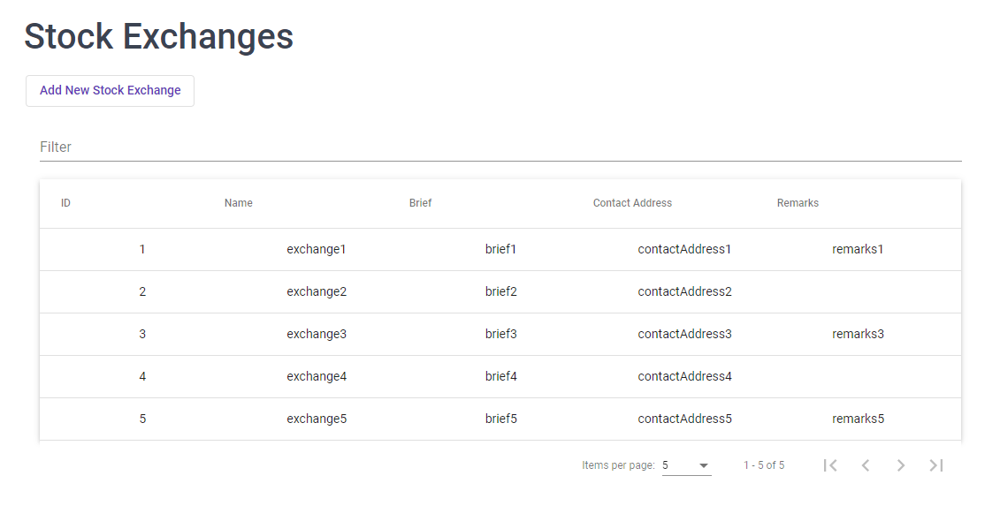 Stock Exchanges
Add New Stock Exchange
Filter
ID Name Brief Contact Address Remarks
1 exchange1 brief1 contactAddress1 remarks1
2 exchange2 brief2 contactAddress2
3 exchange3 brief3 contactAddress3 remarks3
4 exchange4 brief4 contactAddress4
5 exchange5 brief5 contactAddress5 remarks5
Items per page: 5 1 - 5 of 5